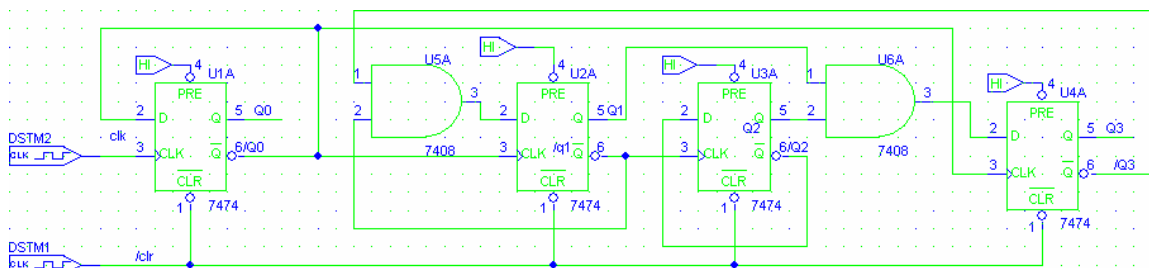 HI 4 U1A
PRE
2 D Q 5 Q0
DSTM2 clk
CLK 3 CLK Q 6 /Q0
CLR
1 7474
DSTM1 /clr
CLK
U5A
1
3
2
7408
HI 4 U2A
PRE
2 D Q 5 Q1
3 CLK /q1 Q 6
CLR
1 7474
HI 4 U3A
PRE
2 D Q 5
Q2
3 CLK Q 6 /Q2
CLR
1 7474
U6A
1
3
2
7408
HI 4 U4A
PRE
2 D Q 5 Q3
3 CLK Q 6 /Q3
CLR
1 7474